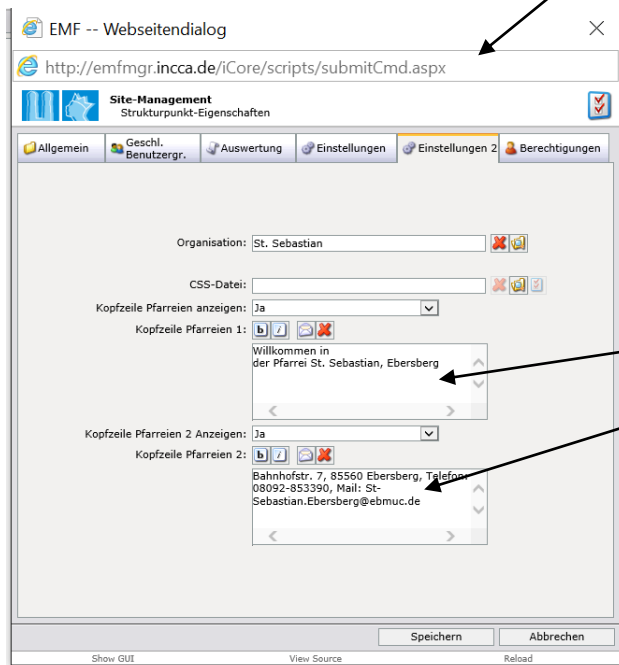 EMF -- Webseitendialog
http://emfmgr.incca.de/iCore/scripts/submitCmd.aspx
Site-Management
Strukturpunkt-Eigenschaften
Allgemein
Geschl.
Benutzergr.
Auswertung
Einstellungen
Einstellungen 2
Berechtigungen
Organisation: St. Sebastian
CSS-Datei:
Kopfzeile Pfarreien anzeigen: Ja
Kopfzeile Pfarreien 1: b i
Willkommen in
der Pfarrei St. Sebastian, Ebersberg
Kopfzeile Pfarreien 2 Anzeigen: Ja
Kopfzeile Pfarreien 2: b i
Bahnhofstr. 7, 85560 Ebersberg, Telefon:
08092-853390, Mail: St-
Sebastian.Ebersberg@ebmuc.de
Speichern Abbrechen
Show GUI View Source Reload